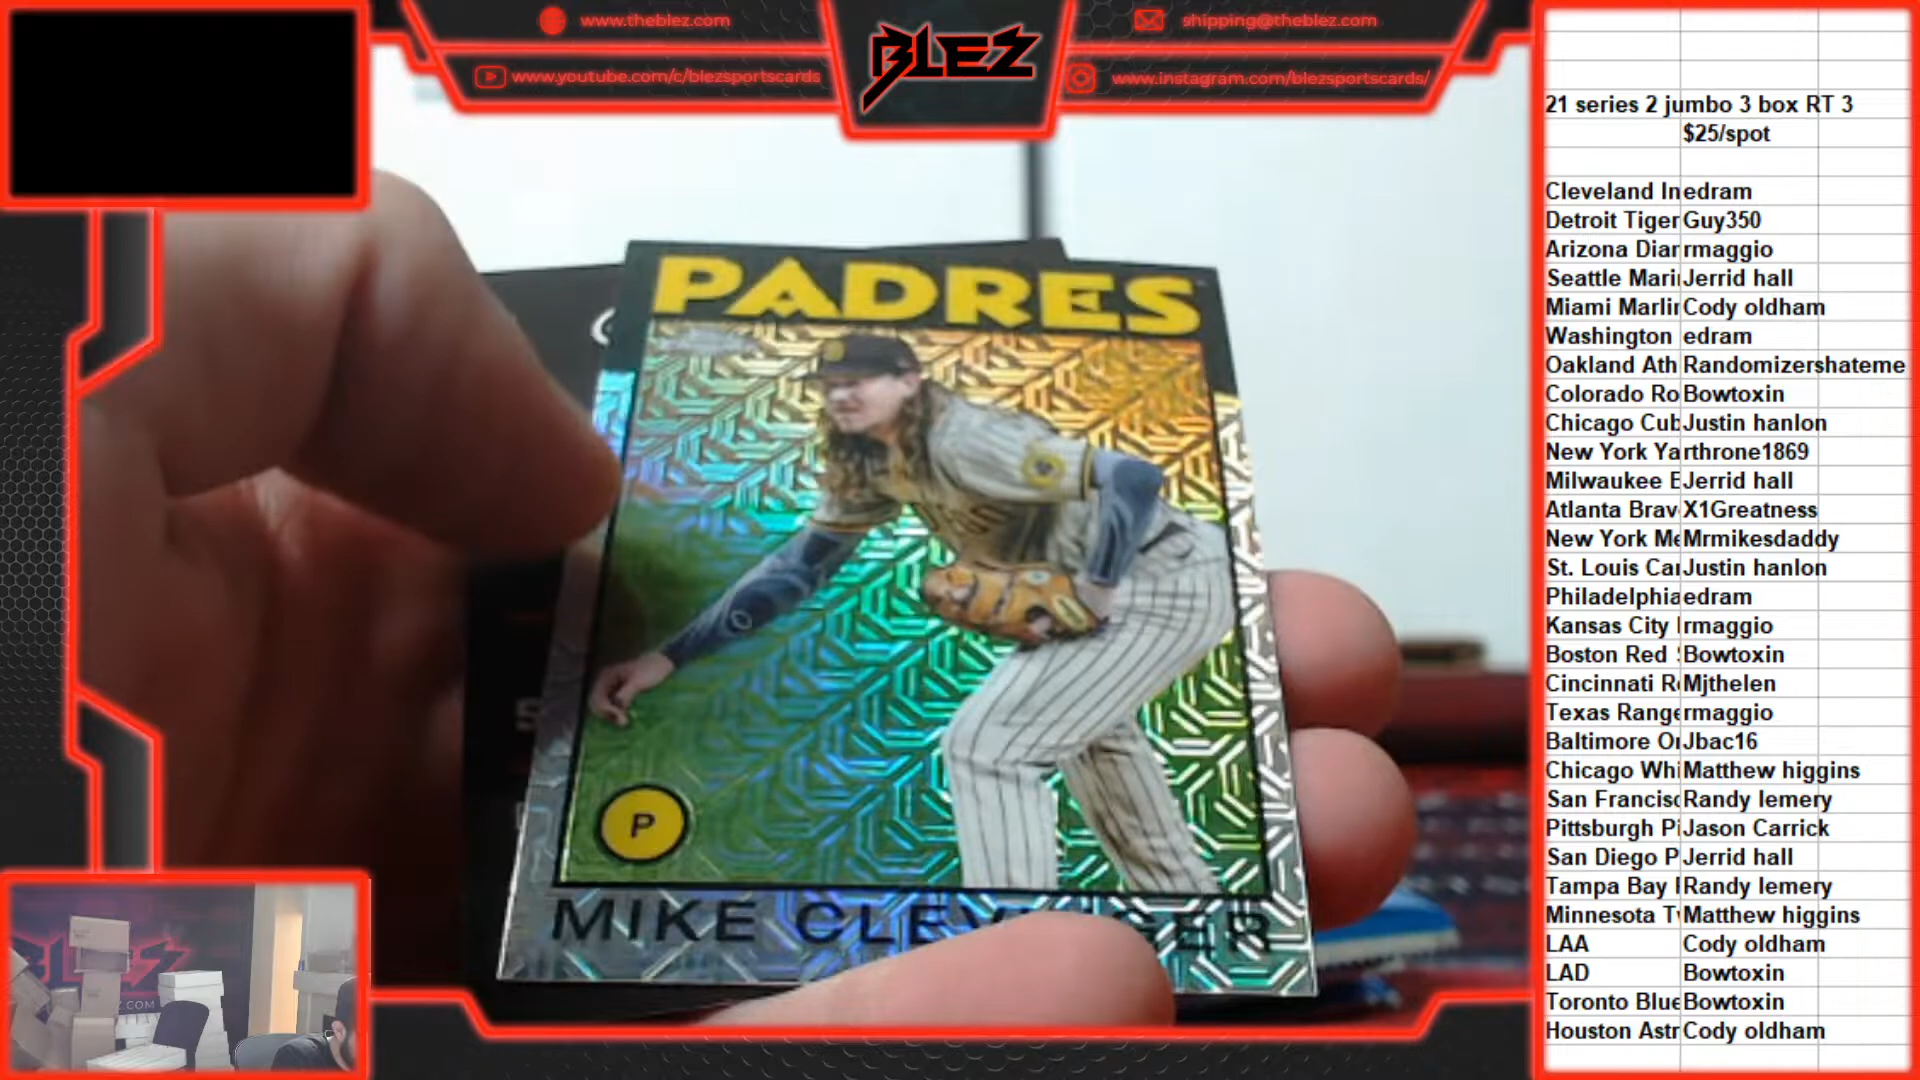 www.theblez.com
www.youtube.com/c/blezsportscards
BLEZ
shipping@theblez.com
www.instagram.com/blezsportscards/
PADRES
P
MIKE CLEVINGER
BLEZ
21 series 2 jumbo 3 box RT 3
$25/spot
Cleveland In edram
Detroit Tiger Guy350
Arizona Diar rmaggio
Seattle Mari Jerrid hall
Miami Marlir Cody oldham
Washington edram
Oakland Ath Randomizershateme
Colorado Ro Bowtoxin
Chicago Cub Justin hanlon
New York Ya rthrone1869
Milwaukee B Jerrid hall
Atlanta Brav X1Greatness
New York Me Mrmikesdaddy
St. Louis Car Justin hanlon
Philadelphia edram
Kansas City rmaggio
Boston Red Bowtoxin
Cincinnati R Mjthelen
Texas Range rmaggio
Baltimore Or Jbac16
Chicago Whi Matthew higgins
San Francisc Randy lemery
Pittsburgh Pi Jason Carrick
San Diego P Jerrid hall
Tampa Bay Randy lemery
Minnesota Tw Matthew higgins
LAA Cody oldham
LAD Bowtoxin
Toronto Blue Bowtoxin
Houston Astr Cody oldham